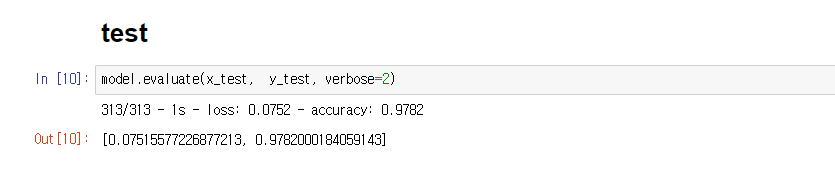 test
In [10]: model.evaluate(x_test,  y_test, verbose=2)
313/313 - 1s - loss: 0.0752 - accuracy: 0.9782
Out[10]: [0.07515577226877213, 0.9782000184059143]